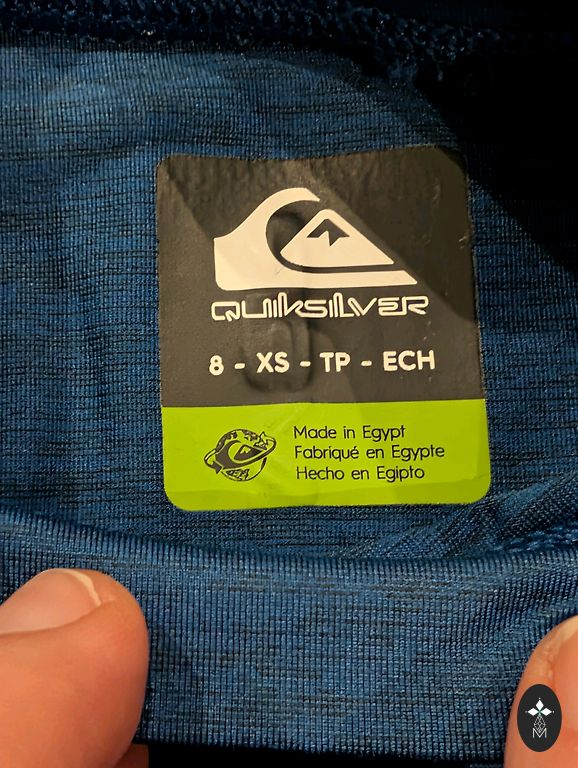 QUIKSILVER
8 - XS - TP - ECH
Made in Egypt
Fabriqué en Egypte
Hecho en Egipto
M